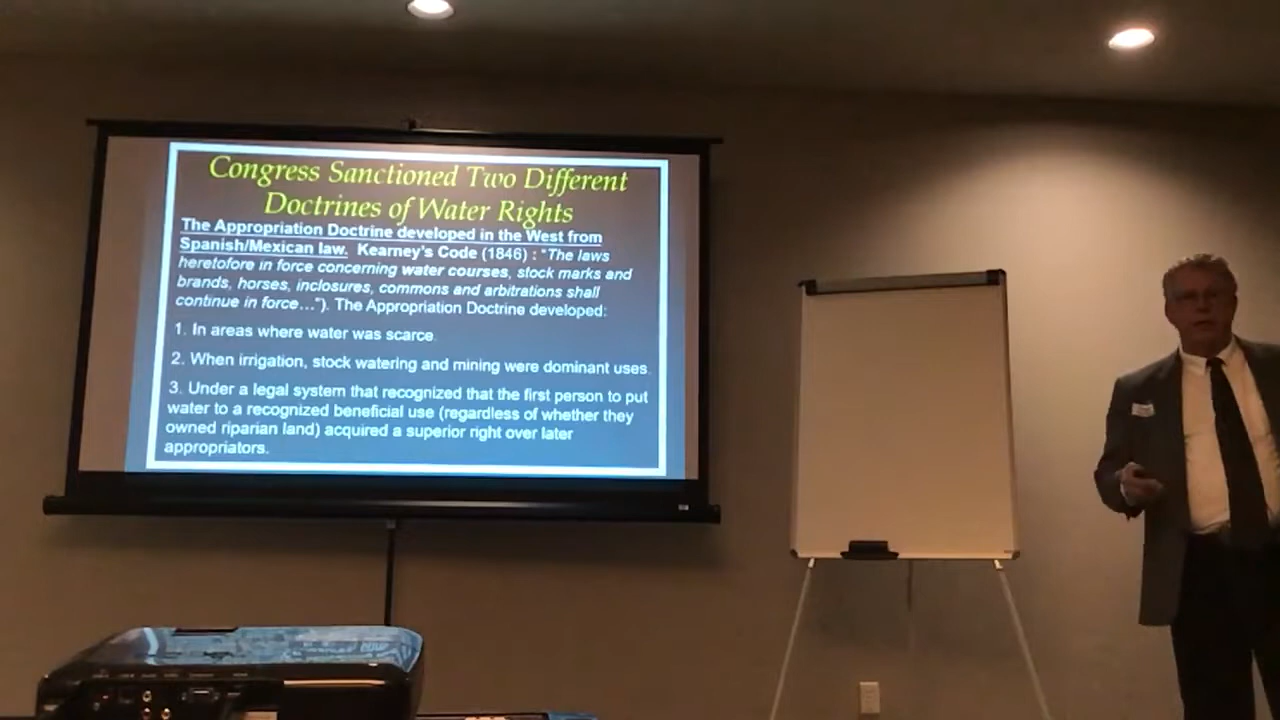 Congress Sanctioned Two Different
Doctrines of Water Rights
The Appropriation Doctrine developed in the West from
Spanish/Mexican law. Kearney's Code (1846) : "The laws
heretofore in force concerning water courses, stock marks and
brands, horses, inclosures, commons and arbitrations shall
continue in force..."). The Appropriation Doctrine developed:
1. In areas where water was scarce.
2. When irrigation, stock watering and mining were dominant uses.
3. Under a legal system that recognized that the first person to put
water to a recognized beneficial use (regardless of whether they
owned riparian land) acquired a superior right over later
appropriators.